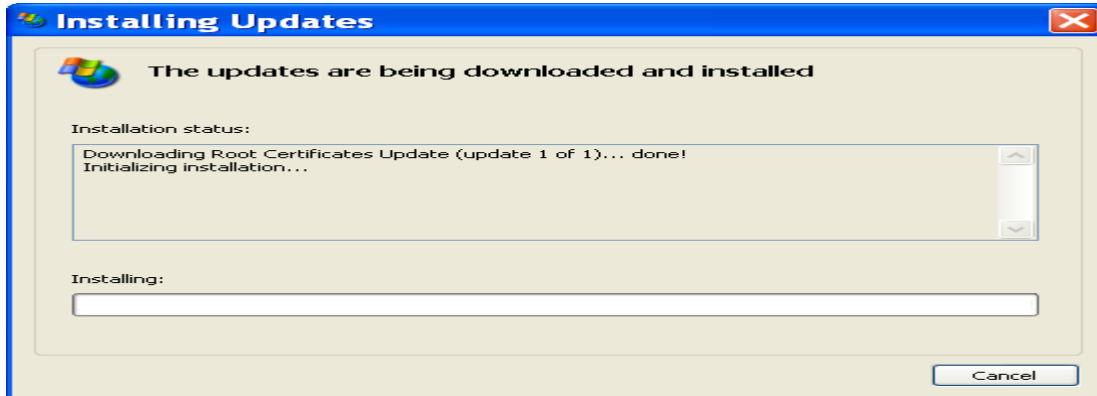 Installing Updates
The updates are being downloaded and installed
Installation status:
Downloading Root Certificates Update (update 1 of 1)... done!
Initializing installation...
Installing:
Cancel